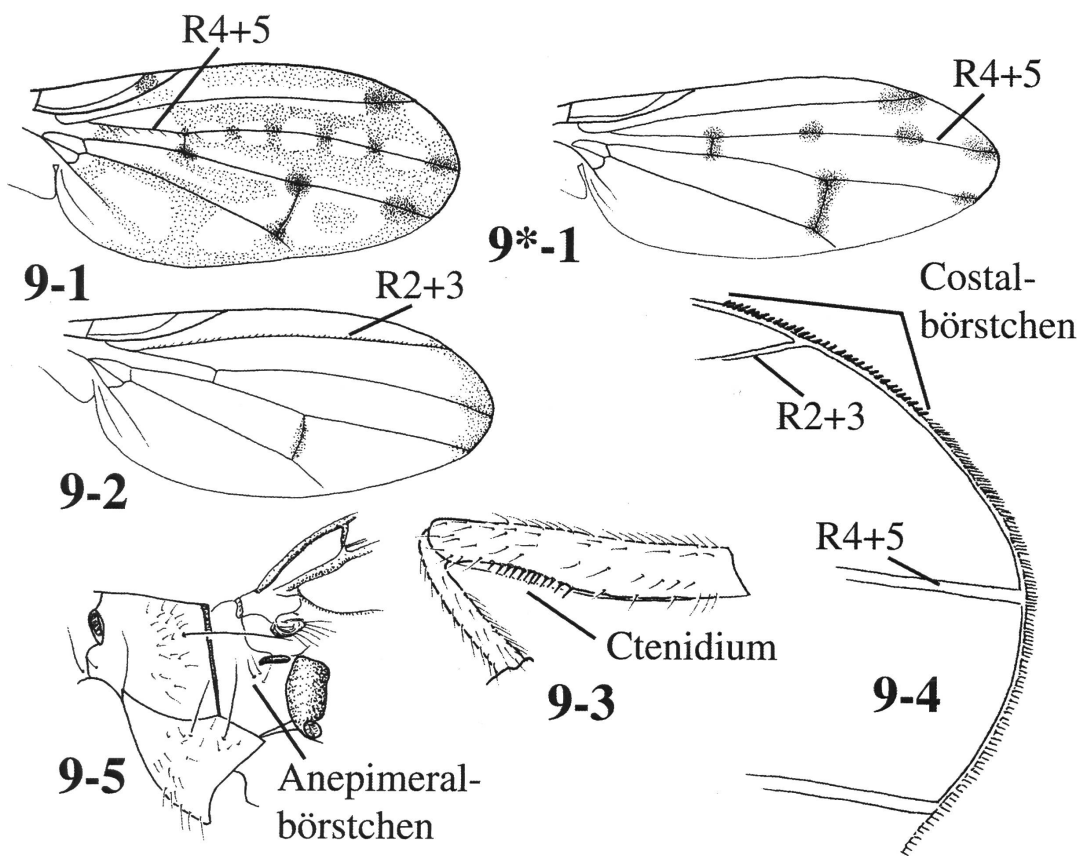 R4+5
R4+5
9-1
9*-1
R2+3
Costal-
börstchen
R2+3
9-2
R4+5
Ctenidium
9-3
9-4
9-5
Anepimeral-
börstchen